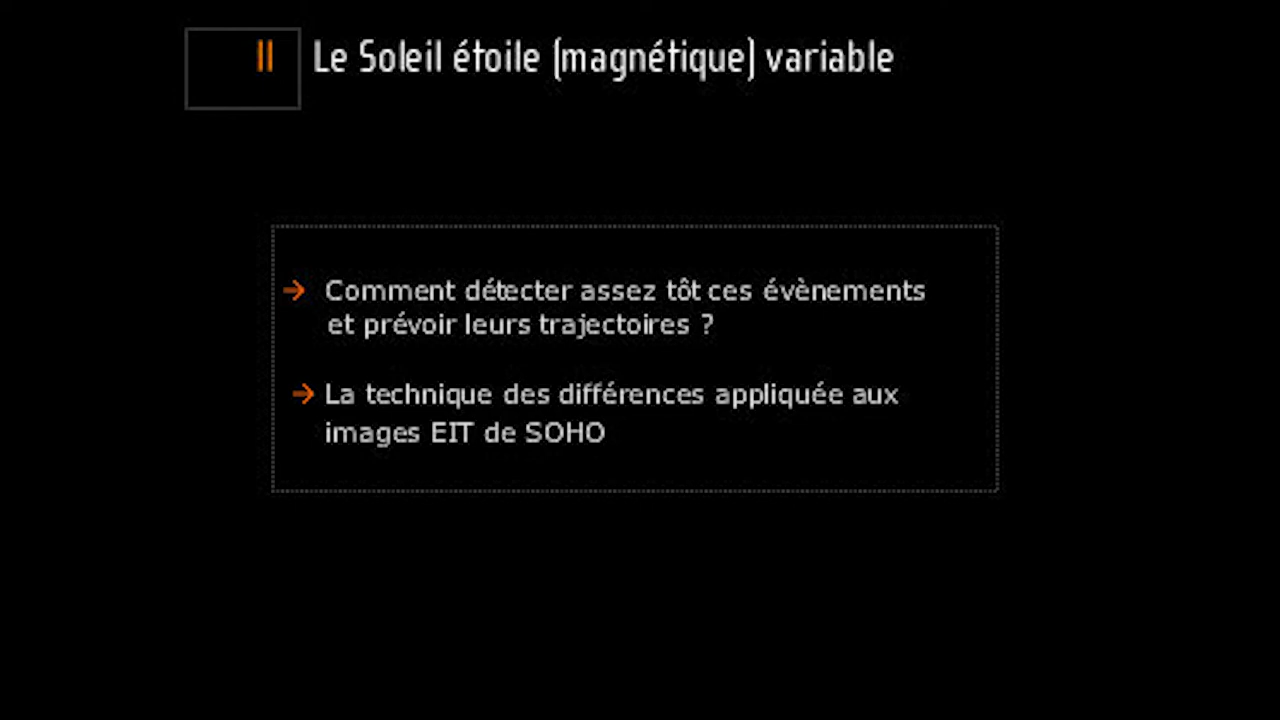 II Le Soleil étoile (magnétique) variable
→ Comment détecter assez tôt ces évènements
et prévoir leurs trajectoires ?
→ La technique des différences appliquée aux
images EIT de SOHO